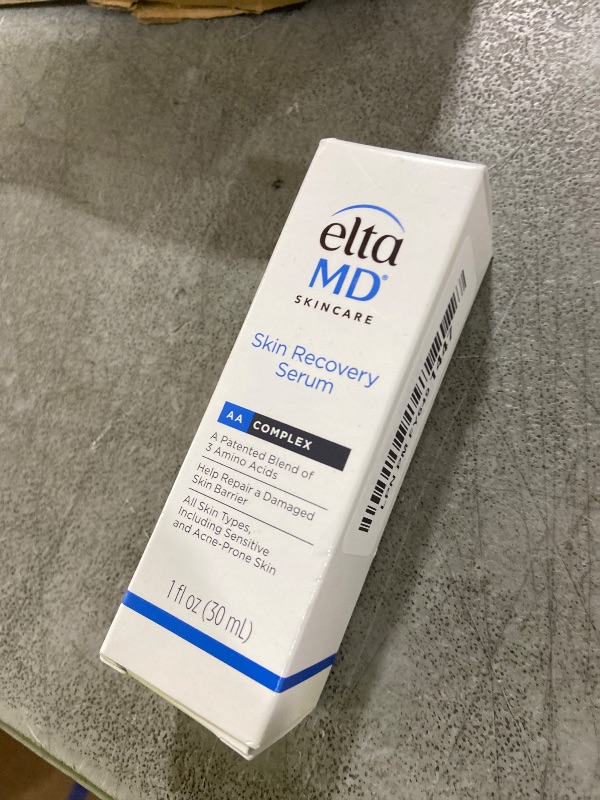 elta
MD®
SKINCARE
Skin Recovery
Serum
AA COMPLEX
A Patented Blend of
3 Amino Acids
Help Repair a Damaged
Skin Barrier
All Skin Types,
Including Sensitive
and Acne-Prone Skin
1 fl oz (30 mL)